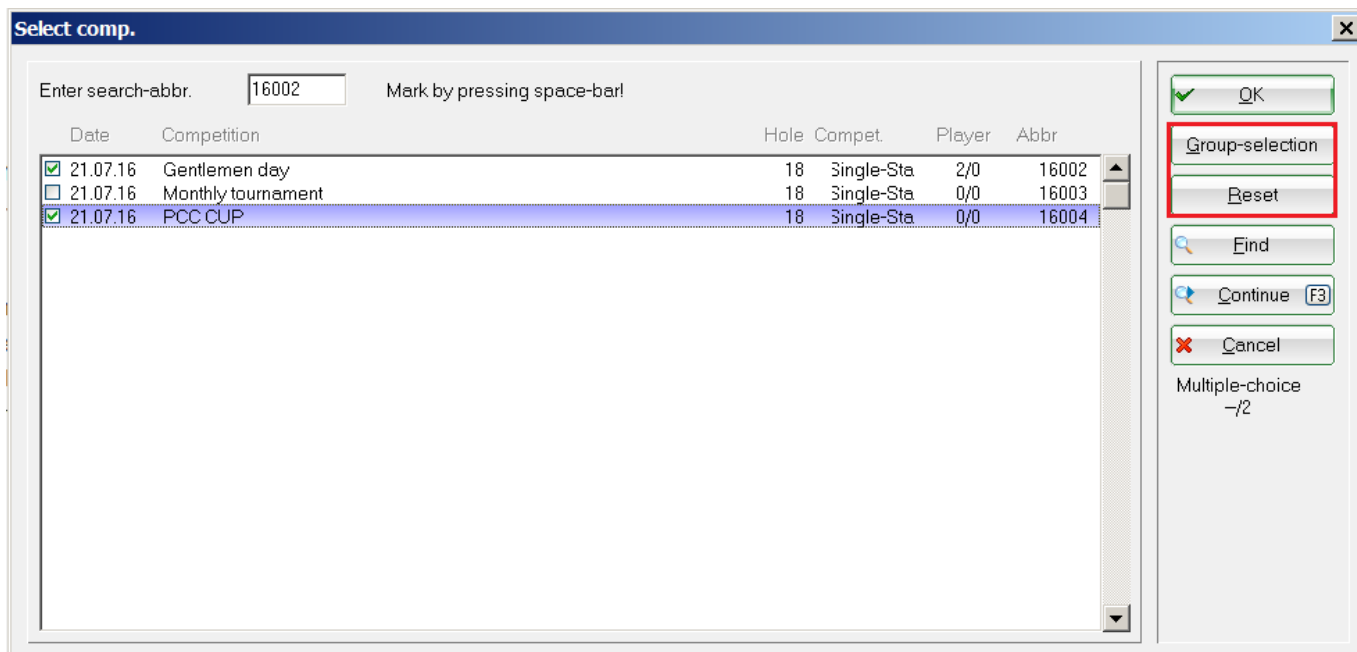 Select comp.
Enter search-abbr. 16002 Mark by pressing space-bar!
Date Competition Hole Compet. Player Abbr
21.07.16 Gentlemen day 18 Single-Sta 2/0 16002
21.07.16 Monthly tournament 18 Single-Sta 0/0 16003
21.07.16 PCC CUP 18 Single-Sta 0/0 16004
OK
Group-selection
Reset
Find
Continue F3
Cancel
Multiple-choice
--/2